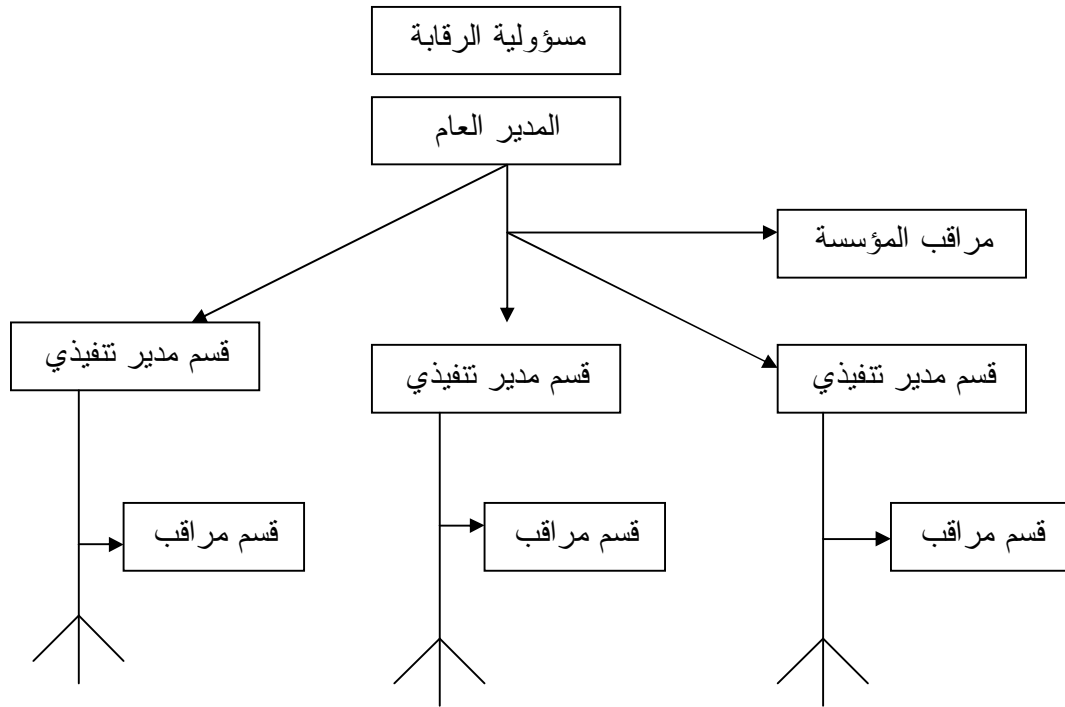 مسؤولية الرقابة
المدير العام
مراقب المؤسسة
قسم مدير تنفيذي
قسم مدير تنفيذي
قسم مدير تنفيذي
قسم مراقب
قسم مراقب
قسم مراقب